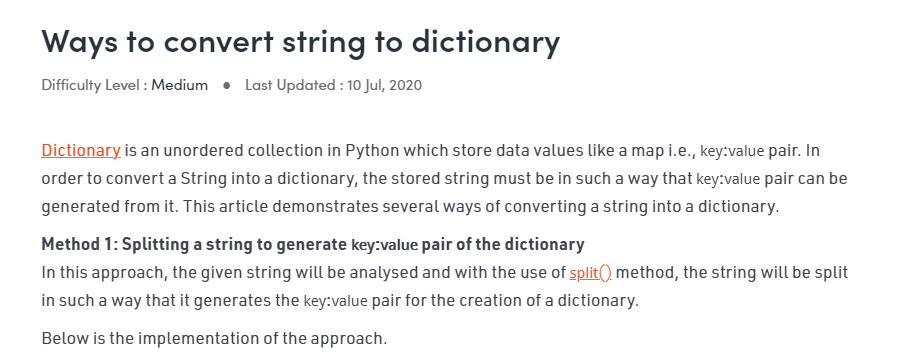 Ways to convert string to dictionary
Difficulty Level : Medium ● Last Updated : 10 Jul, 2020
Dictionary is an unordered collection in Python which store data values like a map i.e., key:value pair. In
order to convert a String into a dictionary, the stored string must be in such a way that key:value pair can be
generated from it. This article demonstrates several ways of converting a string into a dictionary.
Method 1: Splitting a string to generate key:value pair of the dictionary
In this approach, the given string will be analysed and with the use of split() method, the string will be split
in such a way that it generates the key:value pair for the creation of a dictionary.
Below is the implementation of the approach.